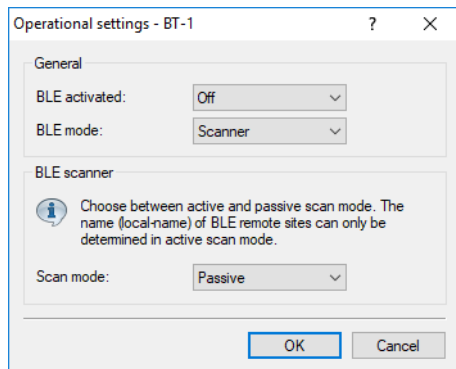 Operational settings - BT-1 ? ×
General
BLE activated: Off
BLE mode: Scanner
BLE scanner
Choose between active and passive scan mode. The
name (local-name) of BLE remote sites can only be
determined in active scan mode.
Scan mode: Passive
OK Cancel